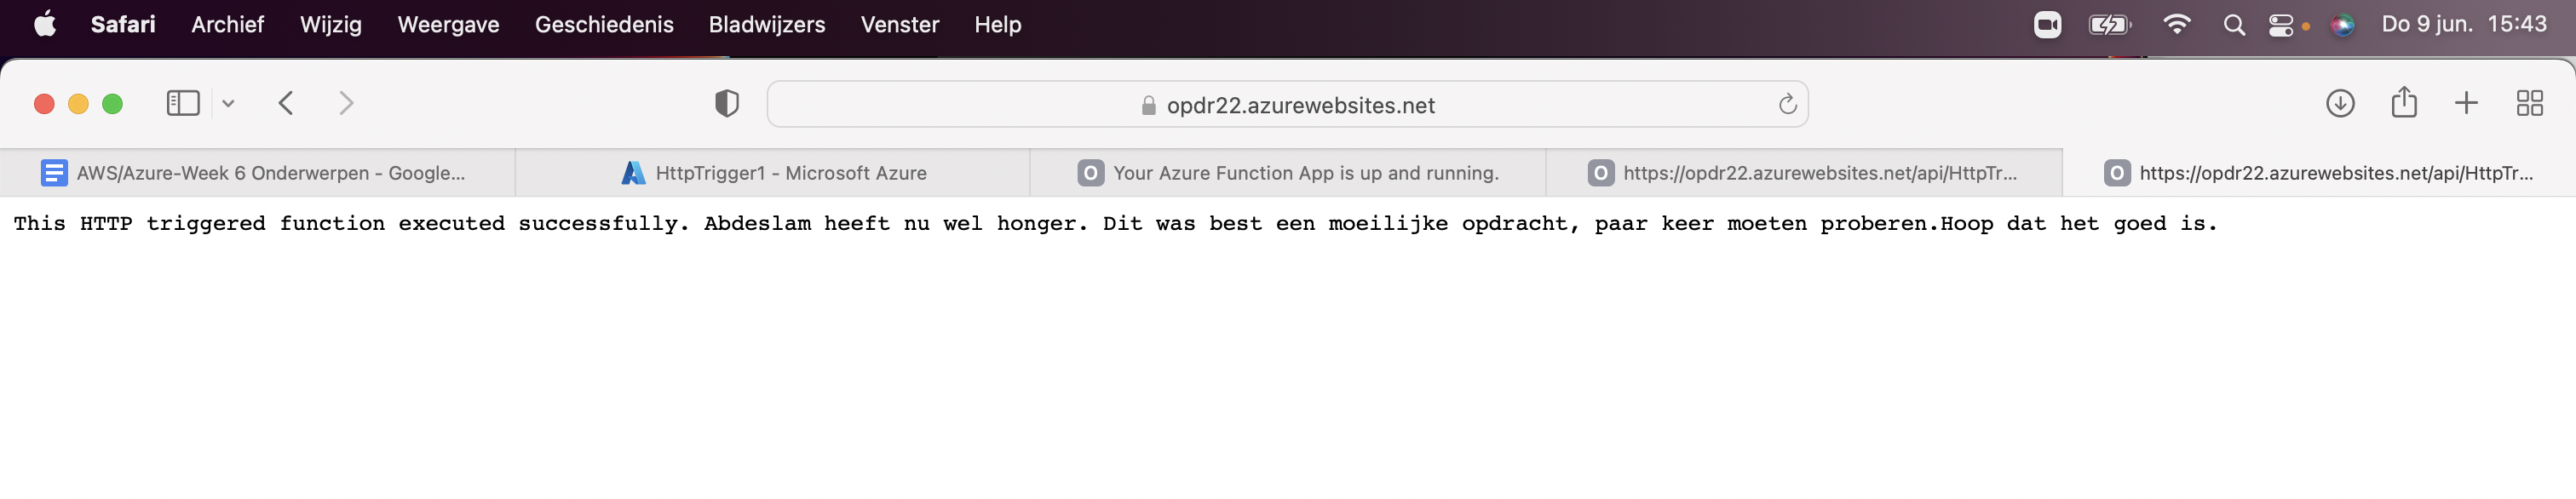 Safari Archief Wijzig Weergave Geschiedenis Bladwijzers Venster Help Do 9 jun. 15:43
opdr22.azurewebsites.net
AWS/Azure-Week 6 Onderwerpen - Google... HttpTrigger1 - Microsoft Azure O Your Azure Function App is up and running. O https://opdr22.azurewebsites.net/api/HttpTr... O https://opdr22.azurewebsites.net/api/HttpTr...
This HTTP triggered function executed successfully. Abdeslam heeft nu wel honger. Dit was best een moeilijke opdracht, paar keer moeten proberen.Hoop dat het goed is.